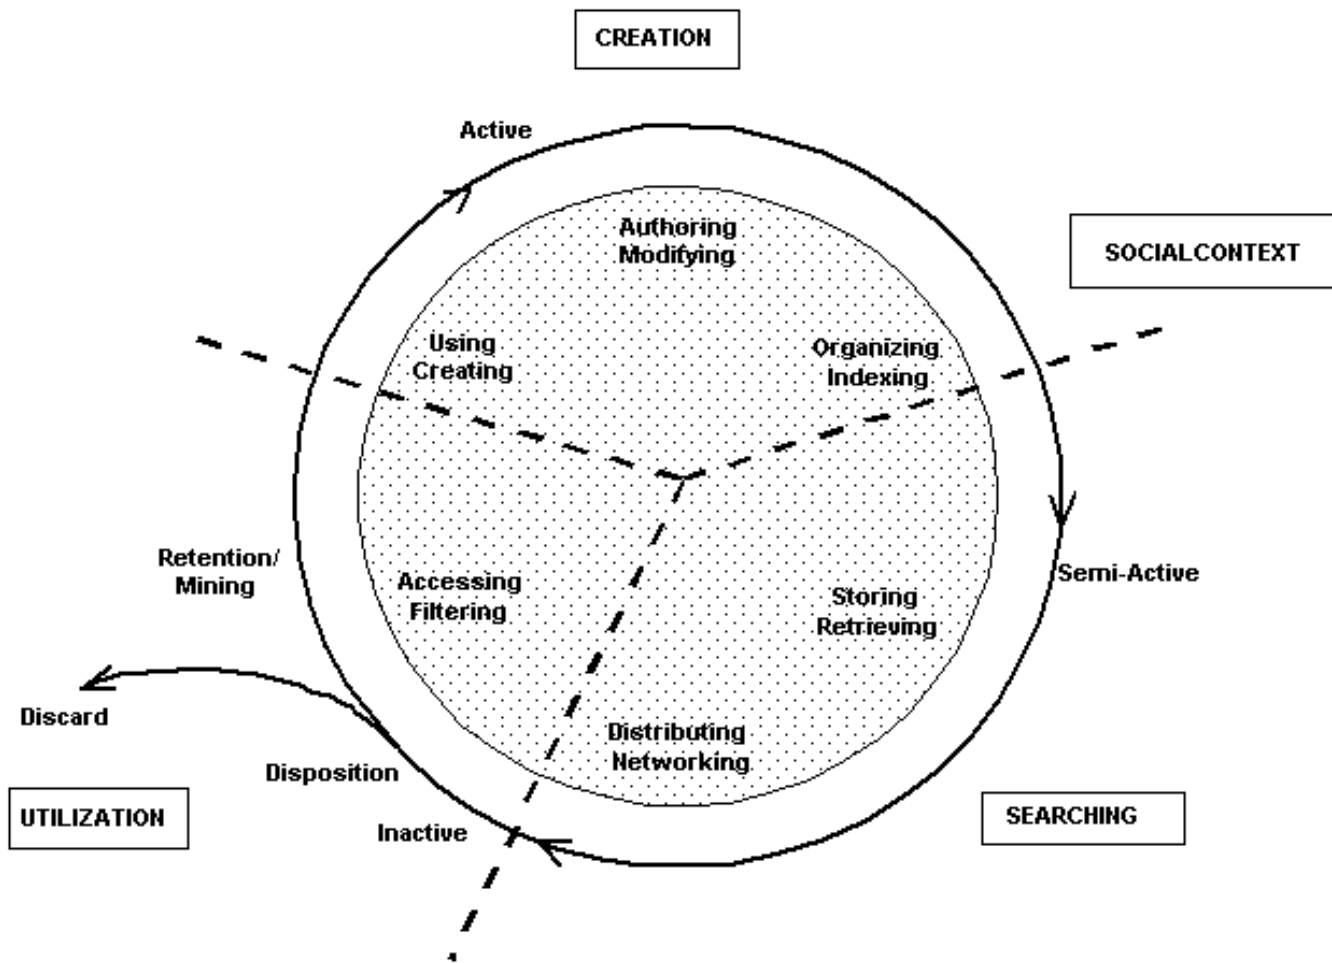 CREATION
Active
Authoring
Modifying
SOCIALCONTEXT
Using
Creating
Organizing
Indexing
Retention/
Mining
Accessing
Filtering
Storing
Retrieving
Semi-Active
Discard
Distributing
Networking
Disposition
UTILIZATION
Inactive
SEARCHING